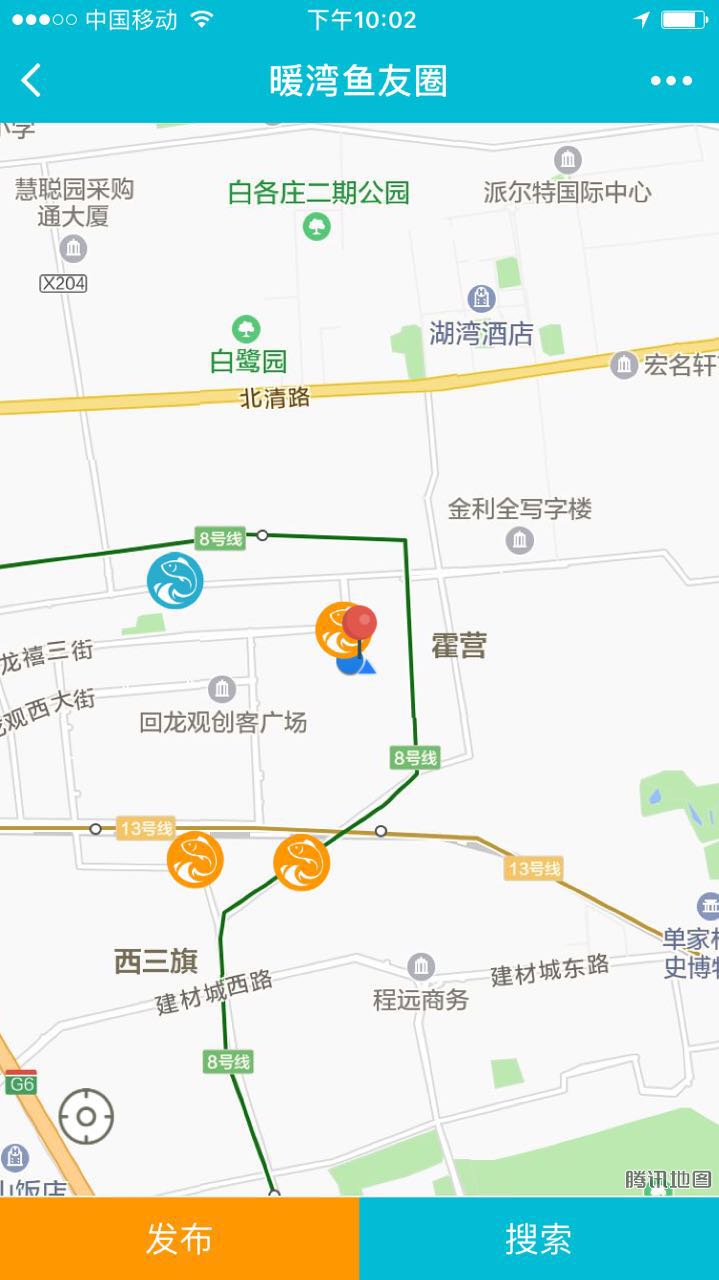 中国移动
下午10:02
暖湾鱼友圈
小学
慧聪园采购
通大厦
X204
白各庄二期公园
派尔特国际中心
湖湾酒店
白鹭园
宏名轩
北清路
金利全写字楼
8号线
霍营
龙禧三街
观西大街
回龙观创客广场
8号线
13号线
13号线
西三旗
单家
史博
建材城西路
建材城东路
程远商务
8号线
G6
山饭店
腾讯地图
发布
搜索